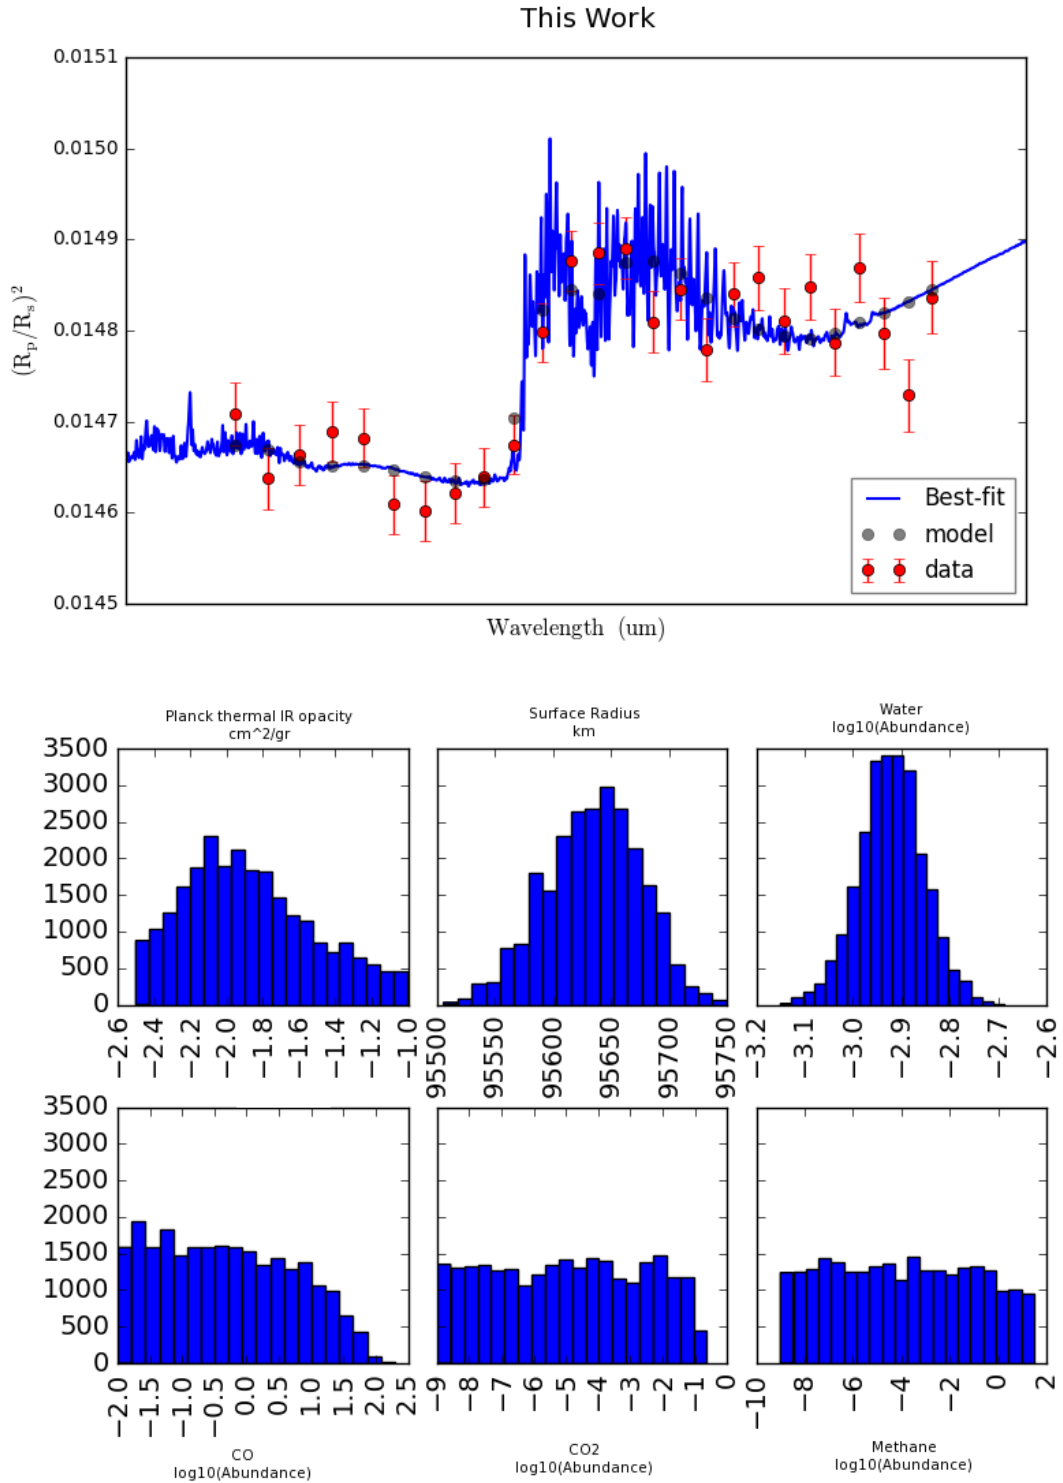 This Work
0.0151
0.0150
0.0149
0.0148
0.0147
0.0146
0.0145
(R_p/R_s)^2
Best-fit
model
data
Wavelength (um)
Planck thermal IR opacity
cm^2/gr
Surface Radius
km
Water
log10(Abundance)
3500
3000
2500
2000
1500
1000
500
0
−2.6 −2.4 −2.2 −2.0 −1.8 −1.6 −1.4 −1.2 −1.0
95500 95550 95600 95650 95700 95750
−3.2 −3.1 −3.0 −2.9 −2.8 −2.7 −2.6
3500
3000
2500
2000
1500
1000
500
0
−2.0 −1.5 −1.0 −0.5 0.0 0.5 1.0 1.5 2.0 2.5
−9 −8 −7 −6 −5 −4 −3 −2 −1 0
−10 −8 −6 −4 −2 0 2
CO
log10(Abundance)
CO2
log10(Abundance)
Methane
log10(Abundance)